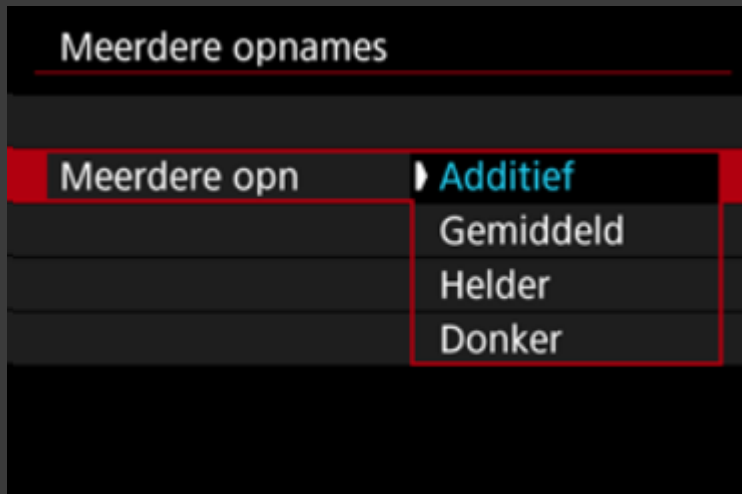 Meerdere opnames
Meerdere opn Additief
Gemiddeld
Helder
Donker